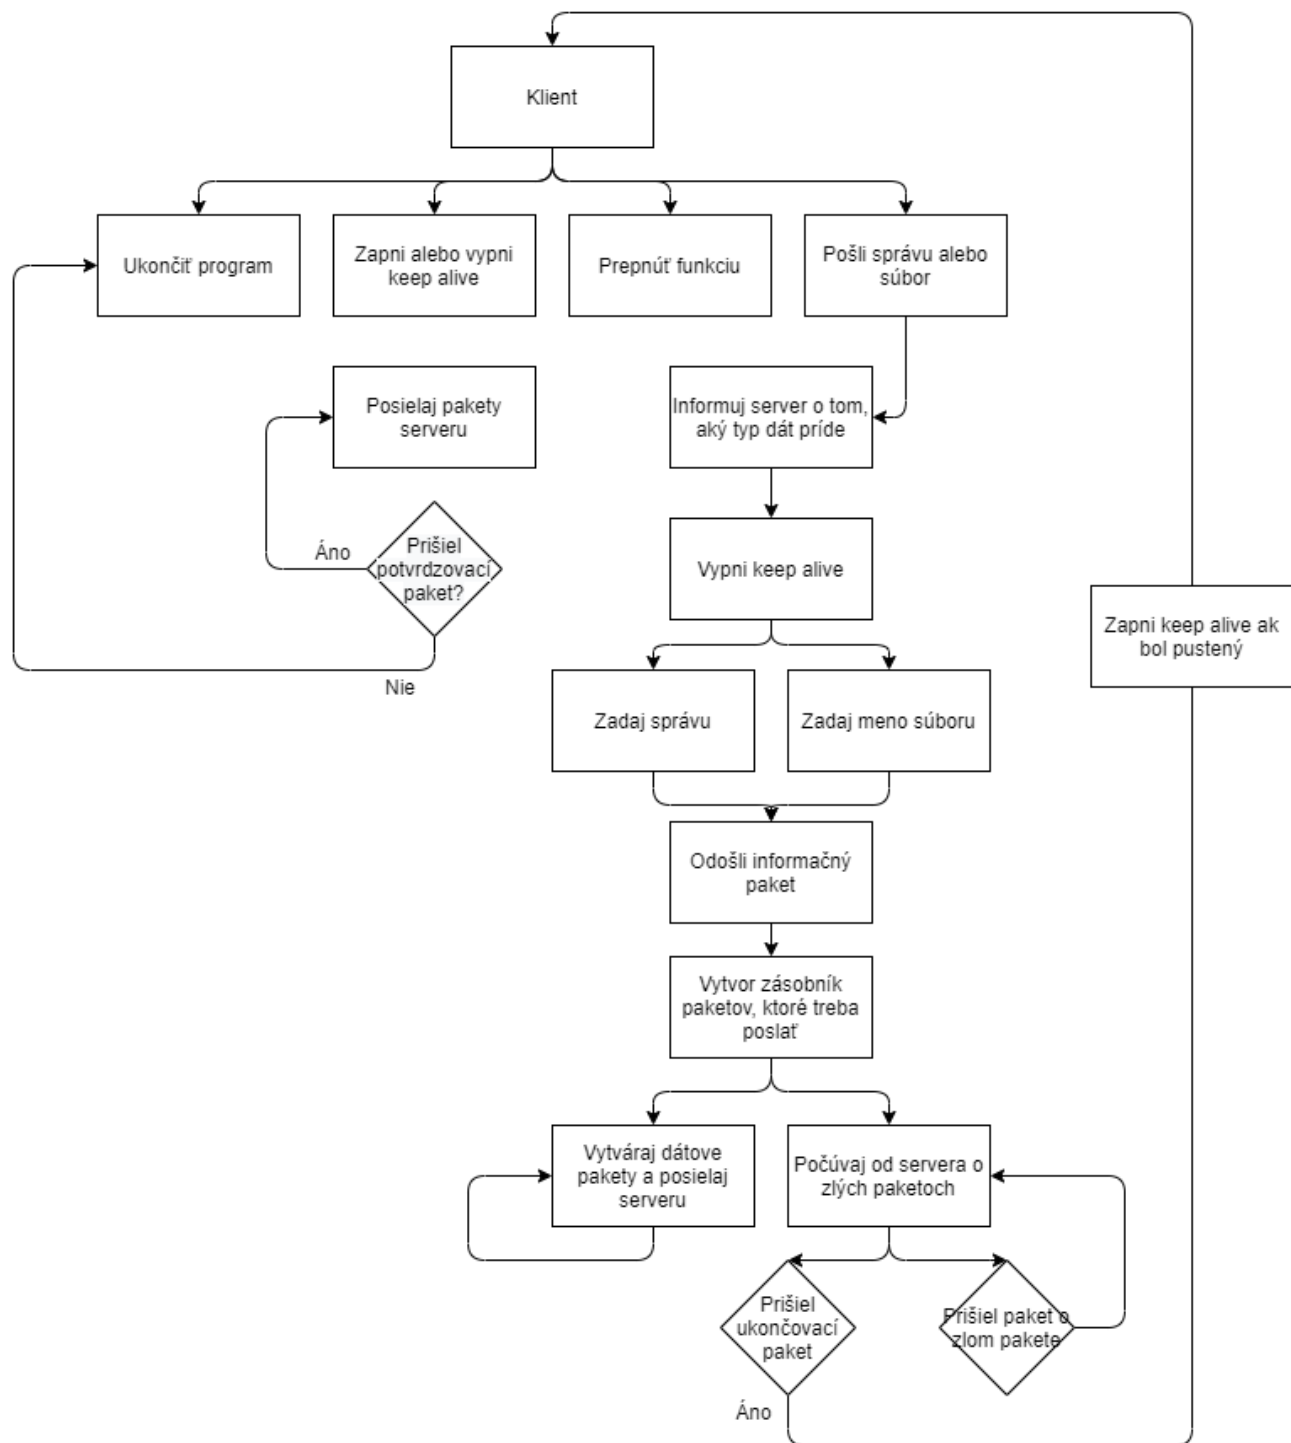 Klient
Ukončiť program
Zapni alebo vypni
keep alive
Prepnúť funkciu
Pošli správu alebo
súbor
Posielaj pakety
serveru
Informuj server o tom,
aký typ dát príde
Áno
Prišiel
potvrdzovací
paket?
Nie
Vypni keep alive
Zapni keep alive ak
bol pustený
Zadaj správu
Zadaj meno súboru
Odošli informačný
paket
Vytvor zásobník
paketov, ktoré treba
poslať
Vytváraj dátove
pakety a posielaj
serveru
Počúvaj od servera o
zlých paketoch
Prišiel
ukončovací
paket
Prišiel paket o
zlom pakete
Áno